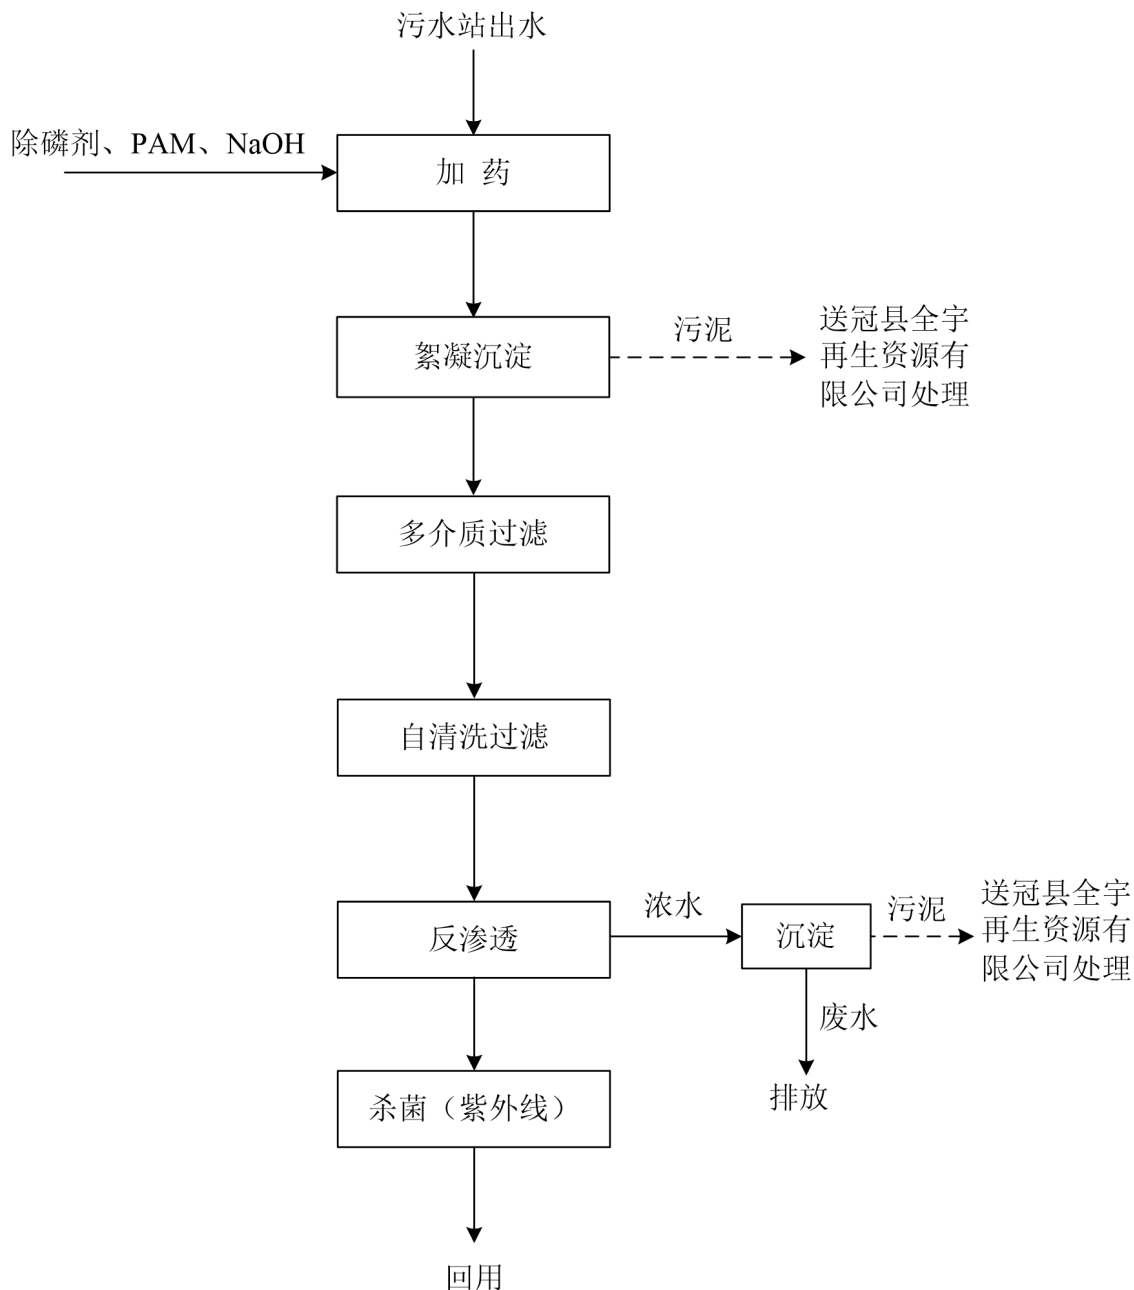 污水站出水
除磷剂、PAM、NaOH
加 药
絮凝沉淀
污泥
送冠县全宇
再生资源有
限公司处理
多介质过滤
自清洗过滤
反渗透
浓水
沉淀
污泥
送冠县全宇
再生资源有
限公司处理
废水
排放
杀菌（紫外线）
回用